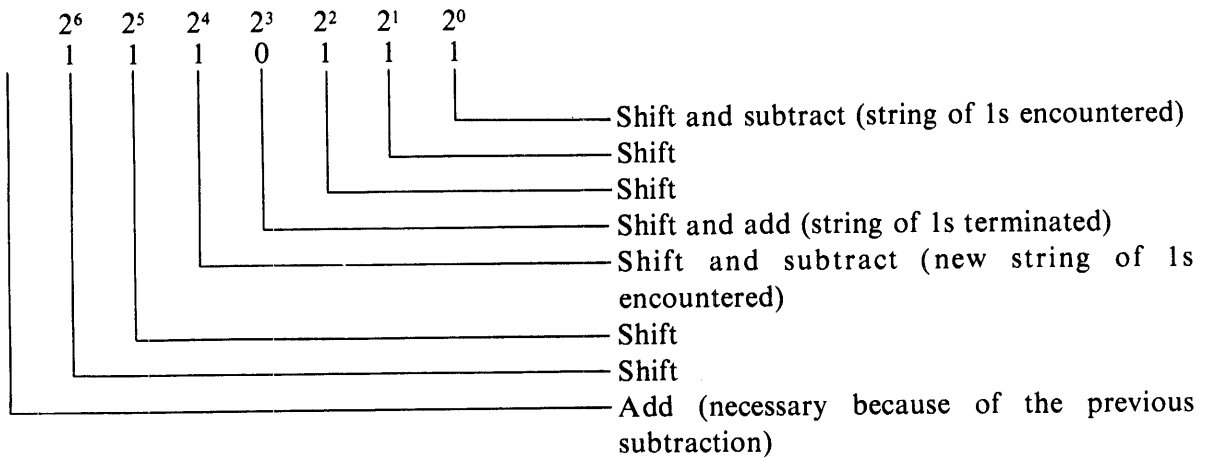 2⁶ 2⁵ 2⁴ 2³ 2² 2¹ 2⁰
1 1 1 0 1 1 1
Shift and subtract (string of 1s encountered)
Shift
Shift
Shift and add (string of 1s terminated)
Shift and subtract (new string of 1s
encountered)
Shift
Shift
Add (necessary because of the previous
subtraction)